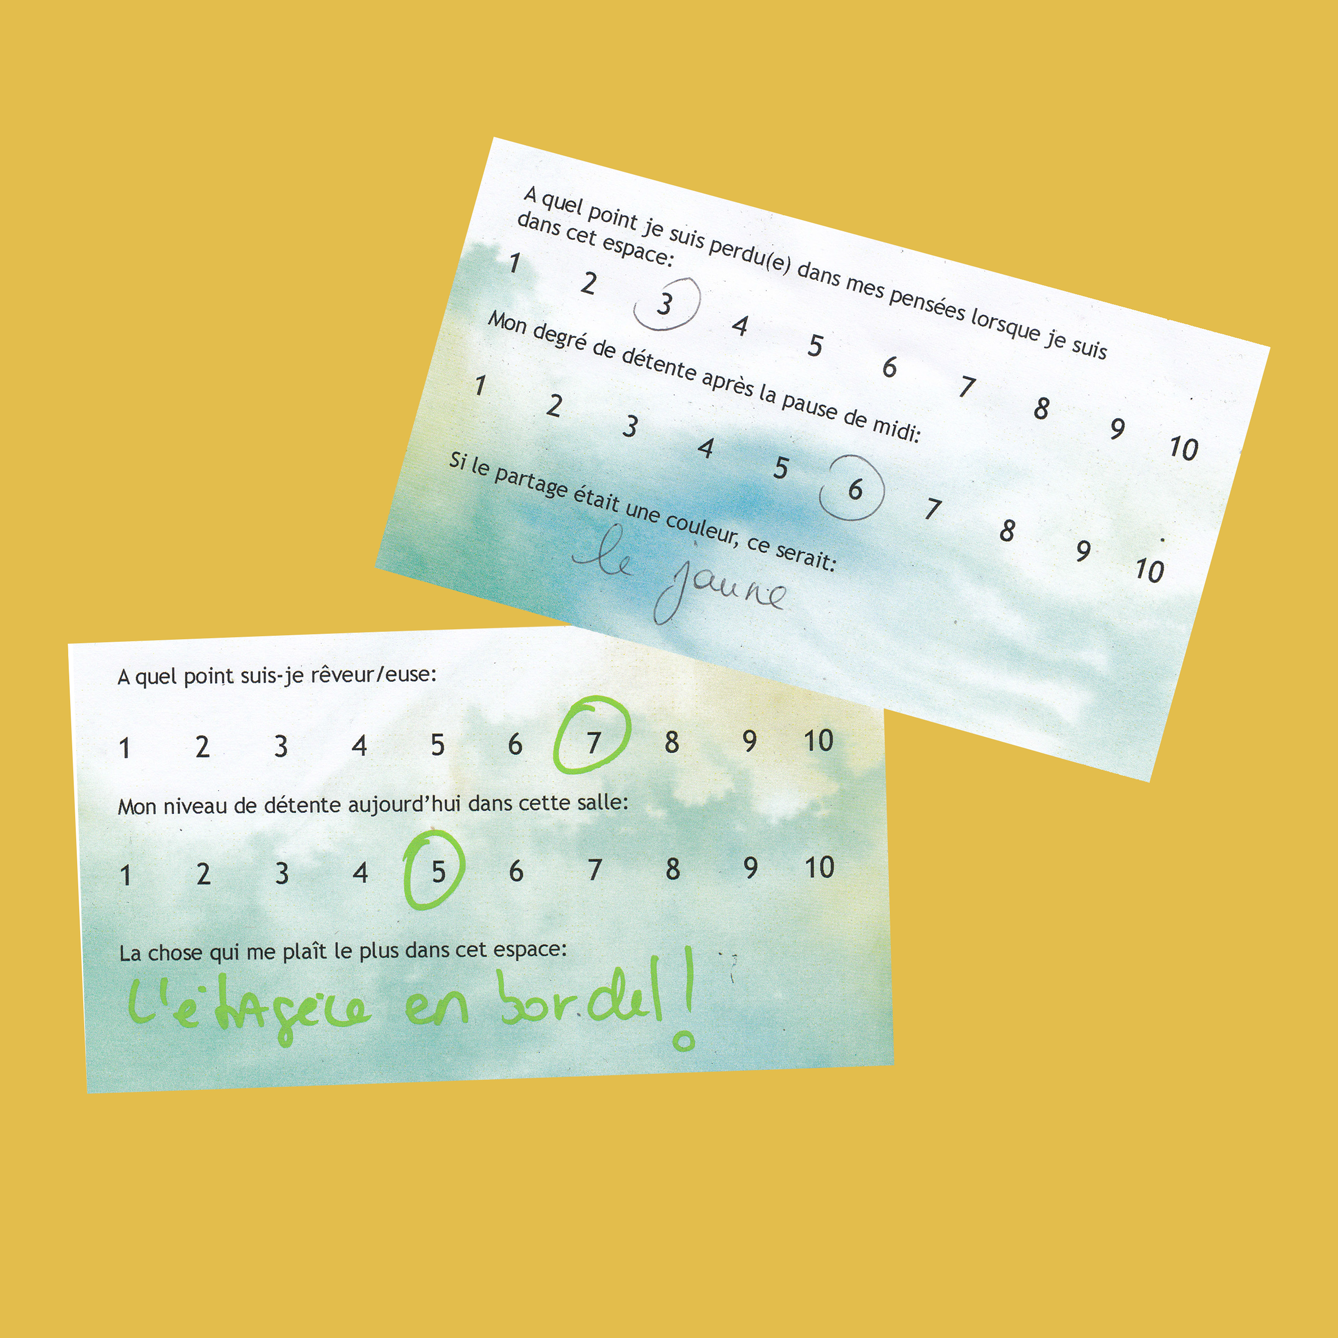 A quel point je suis perdu(e) dans mes pensées lorsque je suis
dans cet espace:
1 2 3 4 5 6 7 8 9 10
Mon degré de détente après la pause de midi:
1 2 3 4 5 6 7 8 9 10
Si le partage était une couleur, ce serait:
le jaune
A quel point suis-je rêveur/euse:
1 2 3 4 5 6 7 8 9 10
Mon niveau de détente aujourd'hui dans cette salle:
1 2 3 4 5 6 7 8 9 10
La chose qui me plaît le plus dans cet espace:
L'étAgère en bordel!